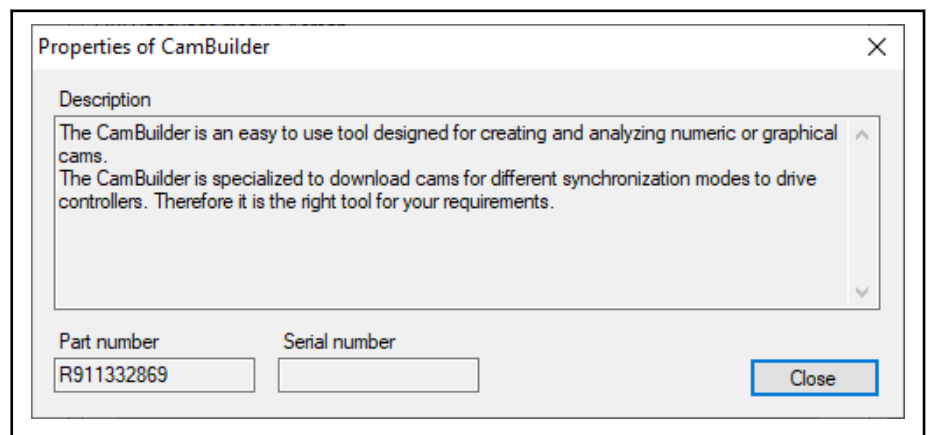 Properties of CamBuilder
Description
The CamBuilder is an easy to use tool designed for creating and analyzing numeric or graphical
cams.
The CamBuilder is specialized to download cams for different synchronization modes to drive
controllers. Therefore it is the right tool for your requirements.
Part number
Serial number
R911332869
Close